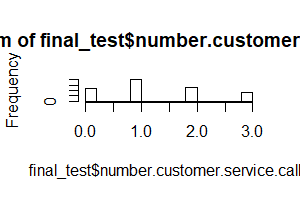 m of final_test$number.customer
Frequency
0
0.0 1.0 2.0 3.0
final_test$number.customer.service.call